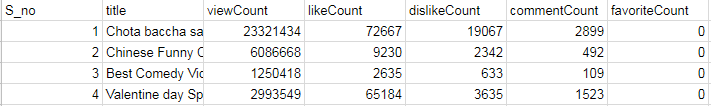 S_no title viewCount likeCount dislikeCount commentCount favoriteCount
1 Chota baccha sa 23321434 72667 19067 2899 0
2 Chinese Funny C 6086668 9230 2342 492 0
3 Best Comedy Vic 1250418 2635 633 109 0
4 Valentine day Sp 2993549 65184 3635 1523 0